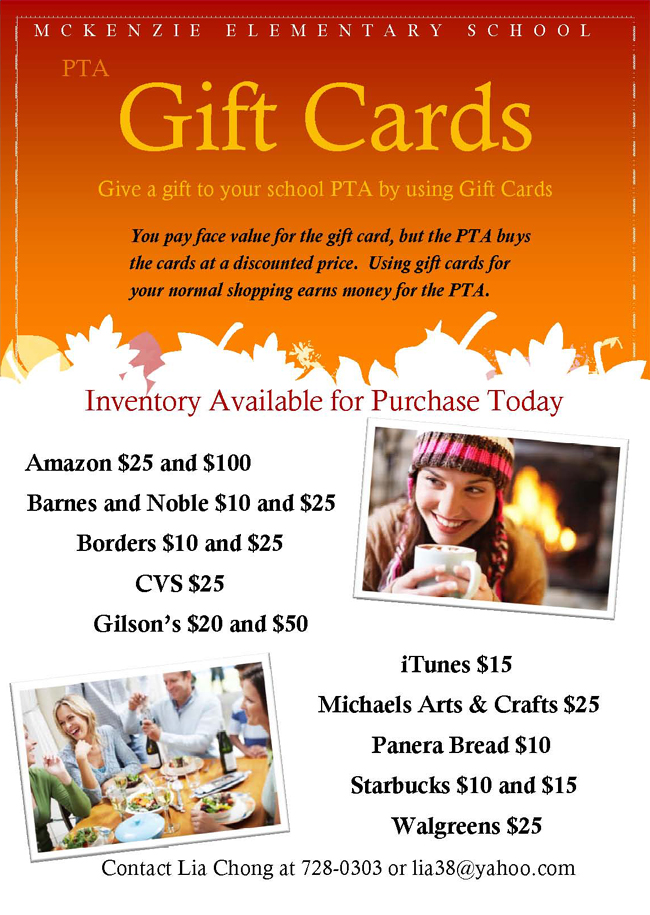 MCKENZIE ELEMENTARY SCHOOL
PTA
Gift Cards
Give a gift to your school PTA by using Gift Cards
You pay face value for the gift card, but the PTA buys
the cards at a discounted price.  Using gift cards for
your normal shopping earns money for the PTA.
Inventory Available for Purchase Today
Amazon $25 and $100
Barnes and Noble $10 and $25
Borders $10 and $25
CVS $25
Gilson's $20 and $50
iTunes $15
Michaels Arts & Crafts $25
Panera Bread $10
Starbucks $10 and $15
Walgreens $25
Contact Lia Chong at 728-0303 or lia38@yahoo.com